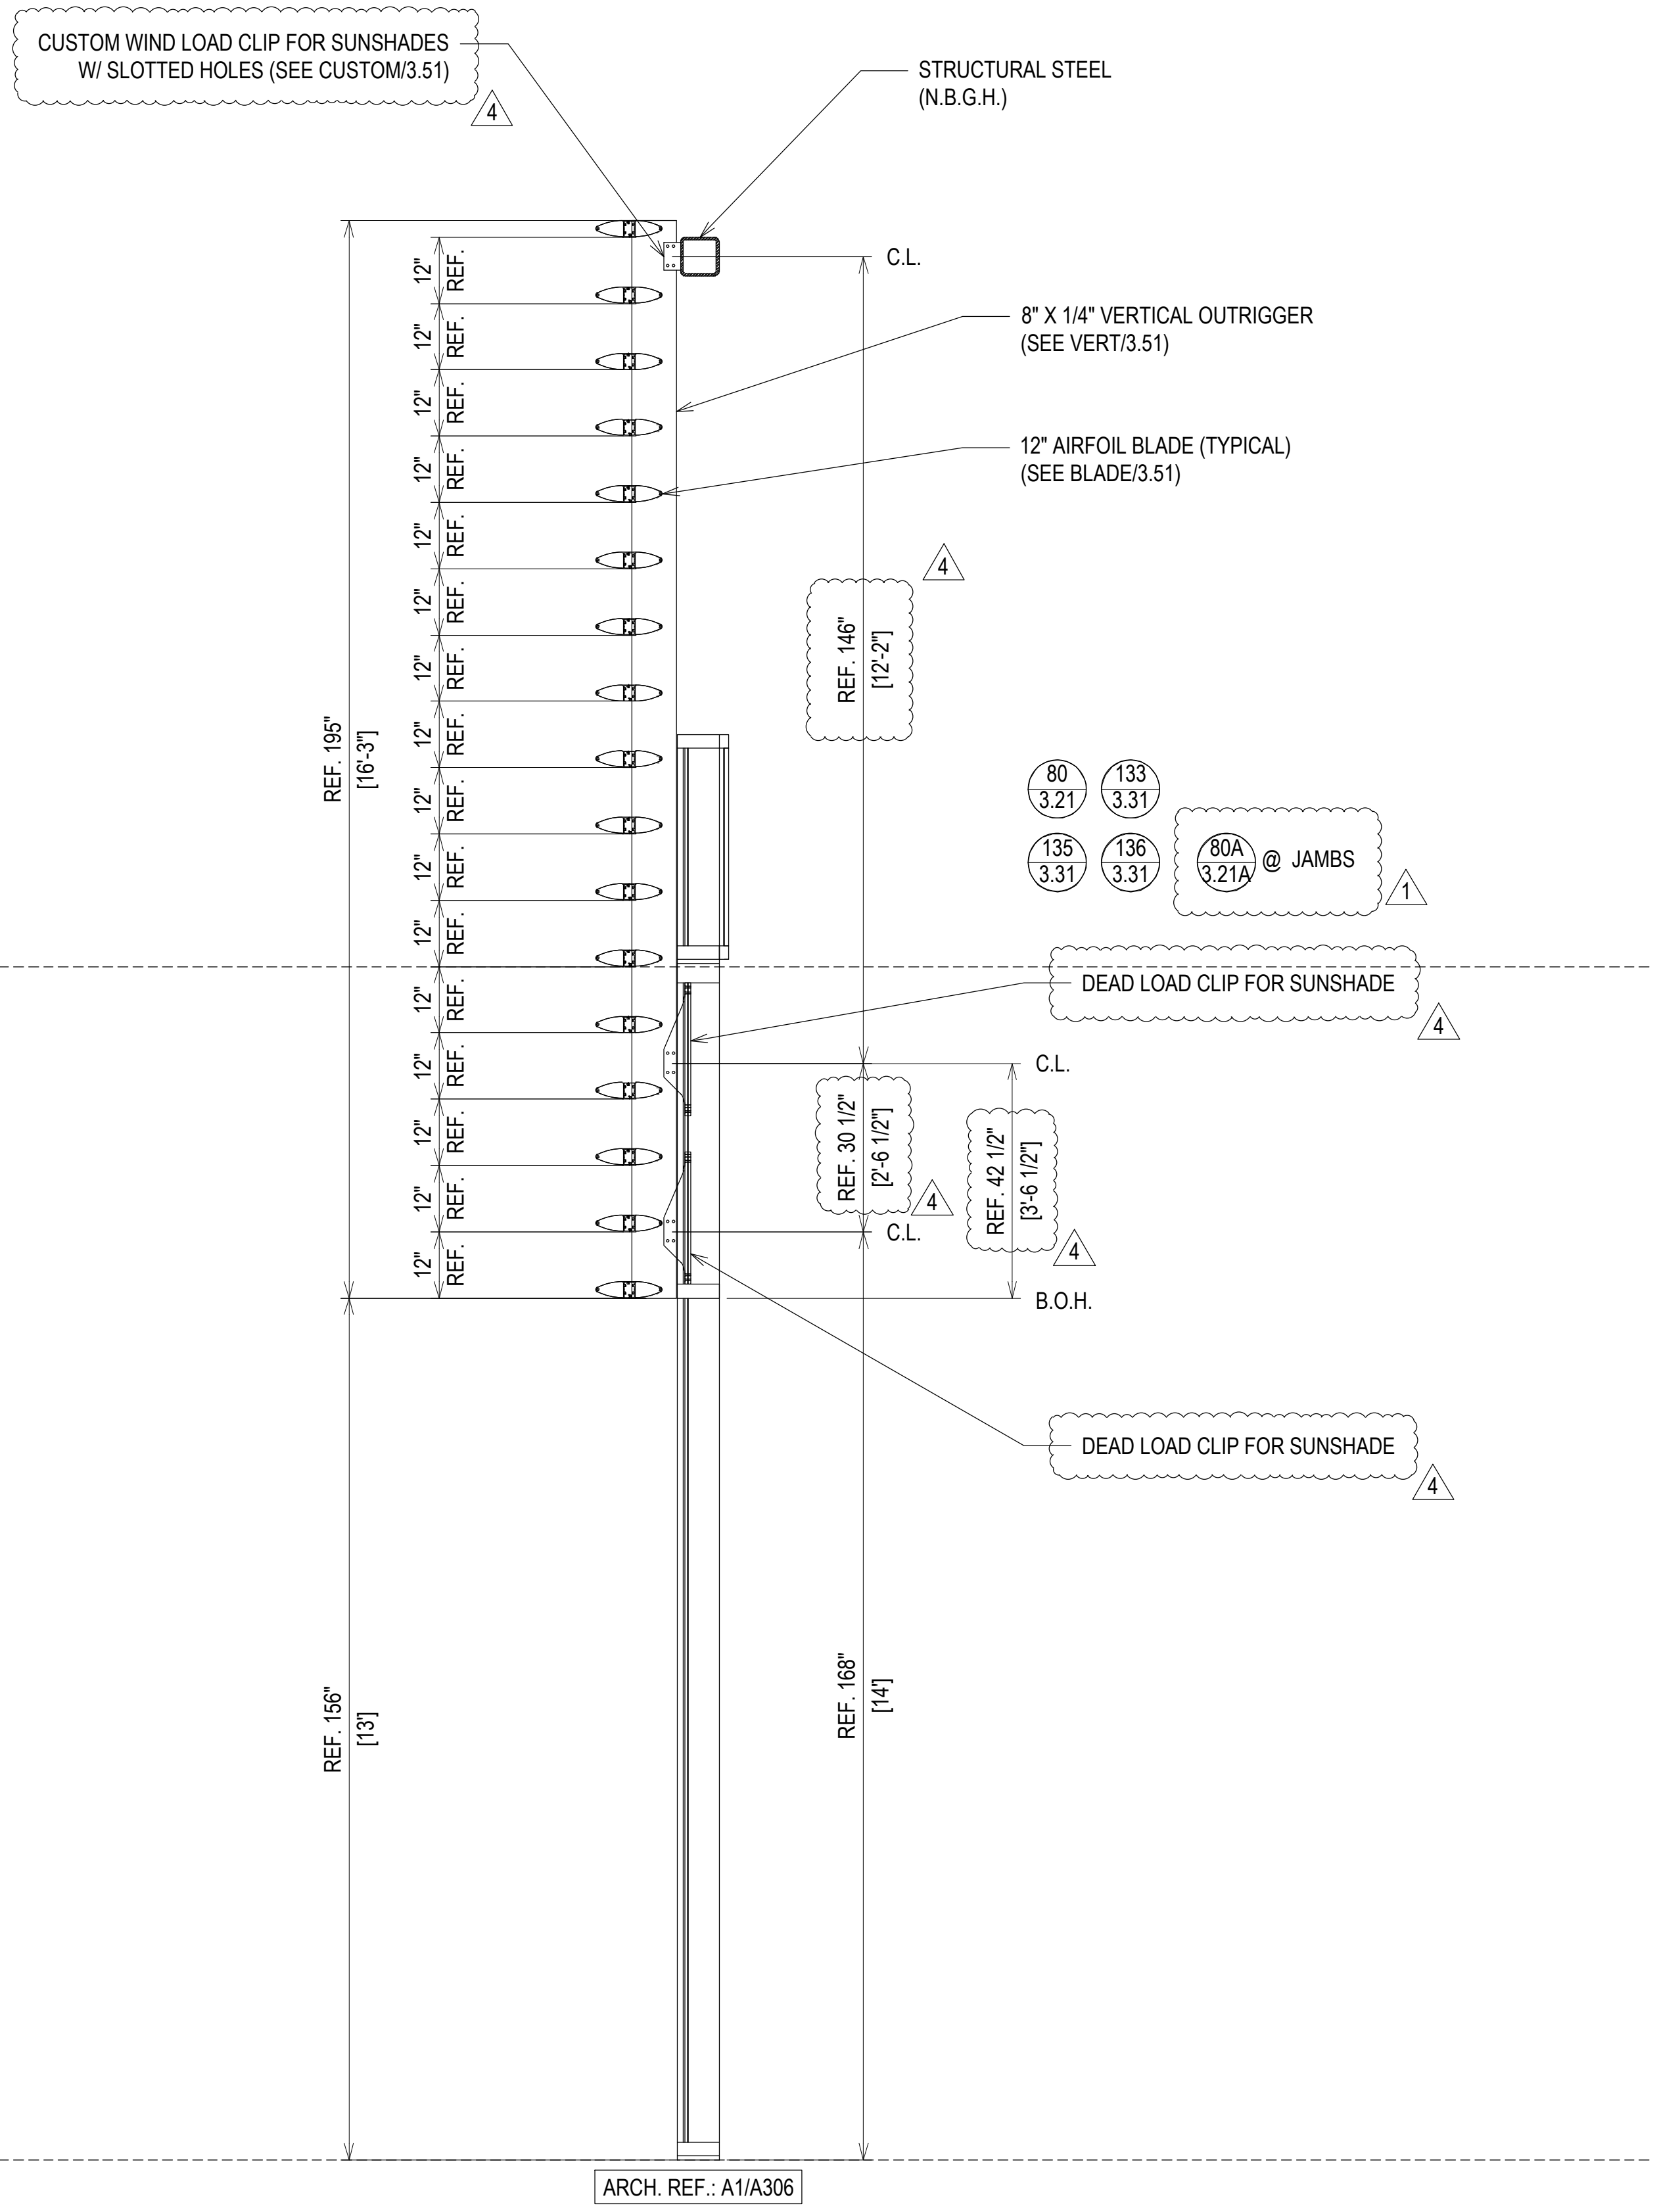 CUSTOM WIND LOAD CLIP FOR SUNSHADES
W/ SLOTTED HOLES (SEE CUSTOM/3.51)
4
STRUCTURAL STEEL
(N.B.G.H.)
C.L.
8" X 1/4" VERTICAL OUTRIGGER
(SEE VERT/3.51)
12" AIRFOIL BLADE (TYPICAL)
(SEE BLADE/3.51)
12"
REF.
12"
REF.
12"
REF.
12"
REF.
12"
REF.
12"
REF.
12"
REF.
12"
REF.
12"
REF.
12"
REF.
12"
REF.
12"
REF.
12"
REF.
12"
REF.
12"
REF.
12"
REF.
REF. 195"
[16'-3"]
4
REF. 146"
[12'-2"]
80
3.21
133
3.31
135
3.31
136
3.31
80A
3.21A
@ JAMBS
1
DEAD LOAD CLIP FOR SUNSHADE
4
C.L.
REF. 30 1/2"
[2'-6 1/2"]
4
REF. 42 1/2"
[3'-6 1/2"]
4
C.L.
B.O.H.
DEAD LOAD CLIP FOR SUNSHADE
4
REF. 156"
[13']
REF. 168"
[14']
ARCH. REF.: A1/A306